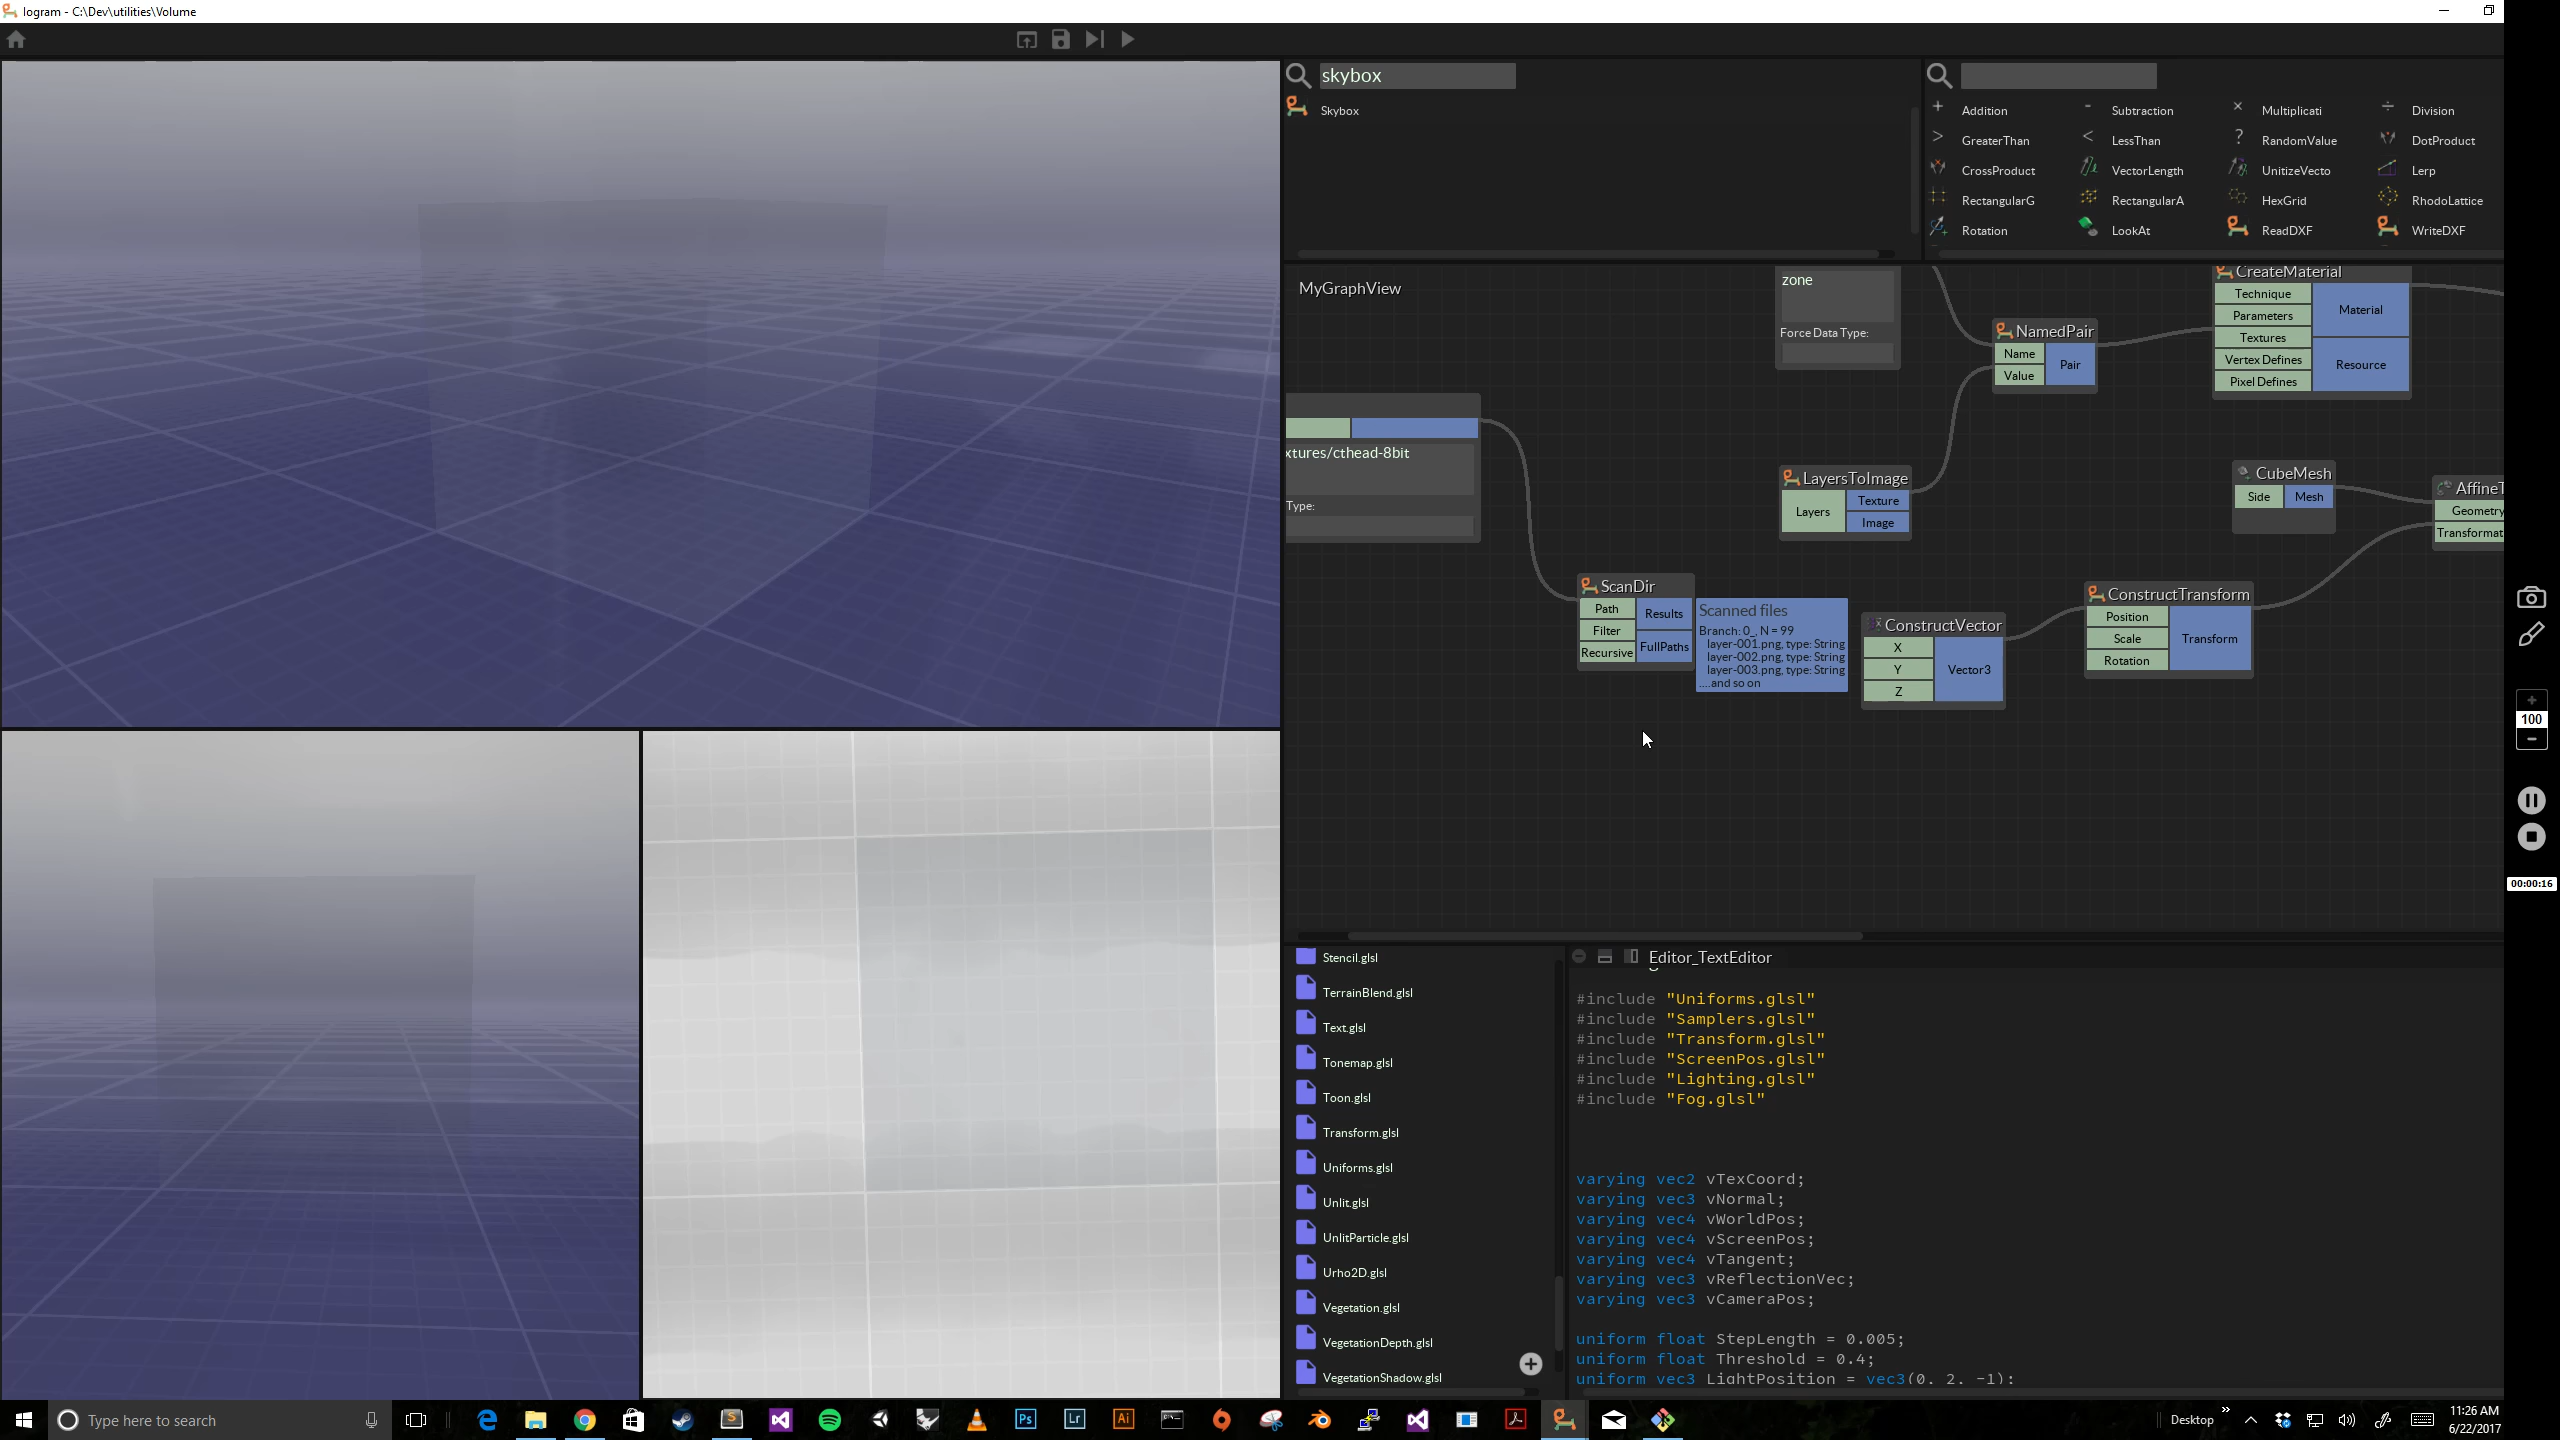 Iogram - C:\Dev\utilities\Volume
skybox
Skybox
Addition
Subtraction
Multiplicati
Division
GreaterThan
LessThan
RandomValue
DotProduct
CrossProduct
VectorLength
UnitizeVecto
Lerp
RectangularG
RectangularA
HexGrid
RhodoLattice
Rotation
LookAt
ReadDXF
WriteDXF
MyGraphView
zone
Force Data Type:
NamedPair
Name
Value
Pair
CreateMaterial
Technique
Parameters
Textures
Vertex Defines
Pixel Defines
Material
Resource
xtures/cthead-8bit
Type:
LayersToImage
Layers
Texture
Image
CubeMesh
Side
Mesh
AffineT
Geometry
Transformat
ScanDir
Path
Filter
Recursive
Results
FullPaths
Scanned files
Branch: 0_, N = 99
layer-001.png, type: String
layer-002.png, type: String
layer-003.png, type: String
....and so on
ConstructVector
X
Y
Z
Vector3
ConstructTransform
Position
Scale
Rotation
Transform
100
00:00:16
Stencil.glsl
TerrainBlend.glsl
Text.glsl
Tonemap.glsl
Toon.glsl
Transform.glsl
Uniforms.glsl
Unlit.glsl
UnlitParticle.glsl
Urho2D.glsl
Vegetation.glsl
VegetationDepth.glsl
VegetationShadow.glsl
Editor_TextEditor
#include "Uniforms.glsl"
#include "Samplers.glsl"
#include "Transform.glsl"
#include "ScreenPos.glsl"
#include "Lighting.glsl"
#include "Fog.glsl"
varying vec2 vTexCoord;
varying vec3 vNormal;
varying vec4 vWorldPos;
varying vec4 vScreenPos;
varying vec4 vTangent;
varying vec3 vReflectionVec;
varying vec3 vCameraPos;
uniform float StepLength = 0.005;
uniform float Threshold = 0.4;
uniform vec3 LightPosition = vec3(0, 2, -1);
Type here to search
Ps
Lr
Ai
Desktop
11:26 AM
6/22/2017